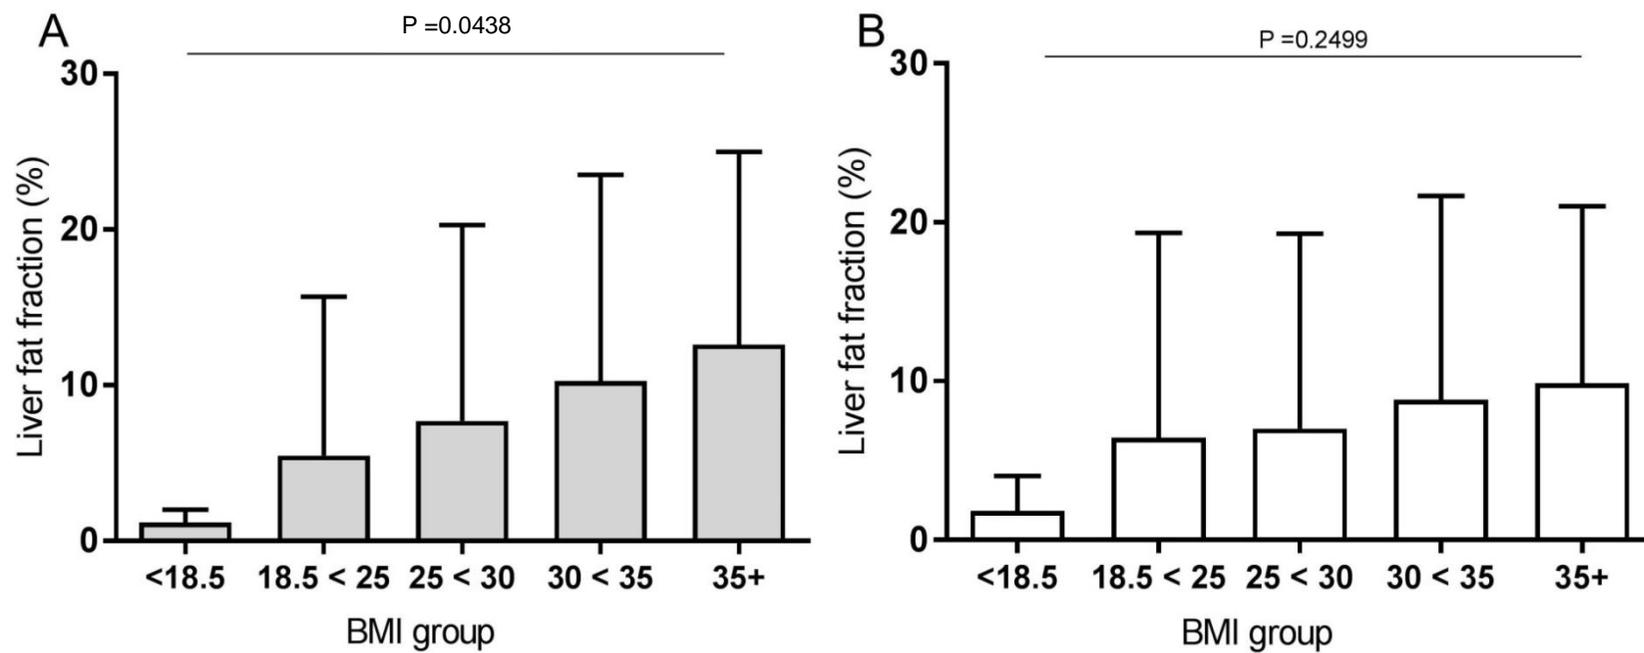 A
P =0.0438
30
20
10
0
Liver fat fraction (%)
<18.5 18.5 < 25 25 < 30 30 < 35 35+
BMI group
B
P =0.2499
30
20
10
0
Liver fat fraction (%)
<18.5 18.5 < 25 25 < 30 30 < 35 35+
BMI group